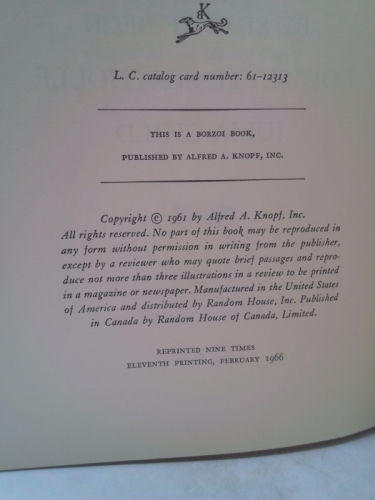 BK
L. C. catalog card number: 61-12313
THIS IS A BORZOI BOOK,
PUBLISHED BY ALFRED A. KNOPF, INC.
Copyright © 1961 by Alfred A. Knopf, Inc.
All rights reserved. No part of this book may be reproduced in
any form without permission in writing from the publisher,
except by a reviewer who may quote brief passages and repro-
duce not more than three illustrations in a review to be printed
in a magazine or newspaper. Manufactured in the United States
of America and distributed by Random House, Inc. Published
in Canada by Random House of Canada, Limited.
REPRINTED NINE TIMES
ELEVENTH PRINTING, FEBRUARY 1966